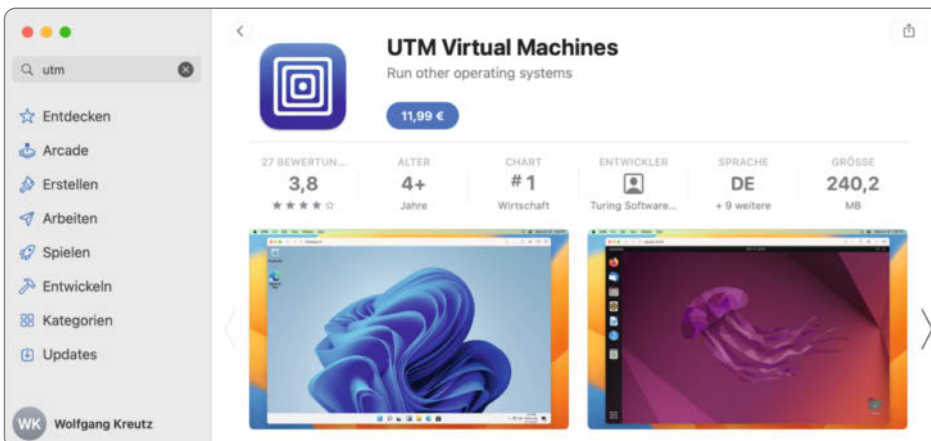 utm
Entdecken
Arcade
Erstellen
Arbeiten
Spielen
Entwickeln
Kategorien
Updates
WK Wolfgang Kreutz
UTM Virtual Machines
Run other operating systems
11,99 €
27 BEWERTUN... ALTER CHART ENTWICKLER SPRACHE GRÖSSE
3,8 4+ #1 DE 240,2
Jahre Wirtschaft Turing Software... + 9 weitere MB